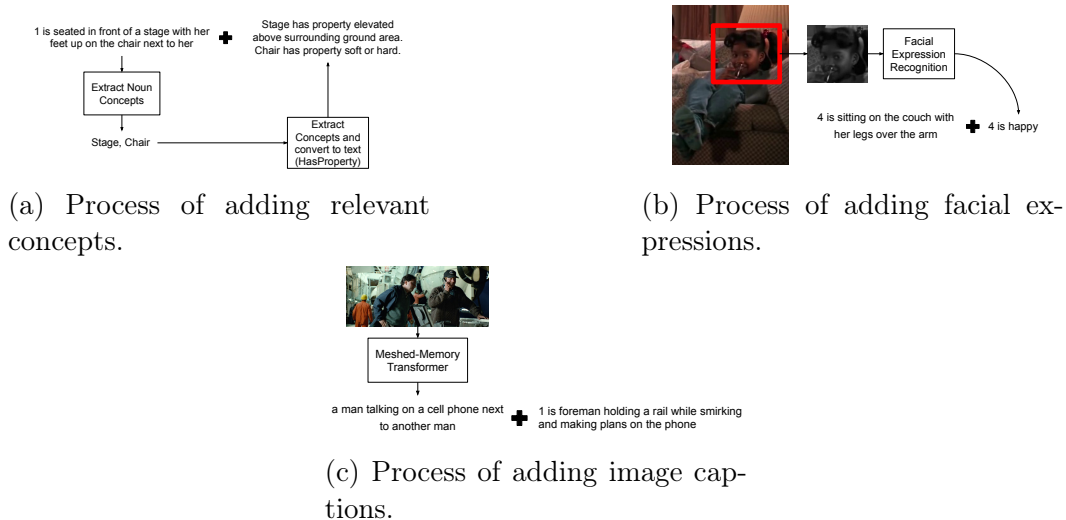 1 is seated in front of a stage with her
feet up on the chair next to her
Stage has property elevated
above surrounding ground area.
Chair has property soft or hard.
Extract Noun
Concepts
Stage, Chair
Extract
Concepts and
convert to text
(HasProperty)
(a) Process of adding relevant
concepts.
Facial
Expression
Recognition
4 is sitting on the couch with
her legs over the arm
4 is happy
(b) Process of adding facial ex-
pressions.
Meshed-Memory
Transformer
a man talking on a cell phone next
to another man
1 is foreman holding a rail while smirking
and making plans on the phone
(c) Process of adding image cap-
tions.